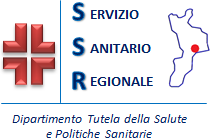 SERVIZIO
SANITARIO
REGIONALE
Dipartimento Tutela della Salute
e Politiche Sanitarie